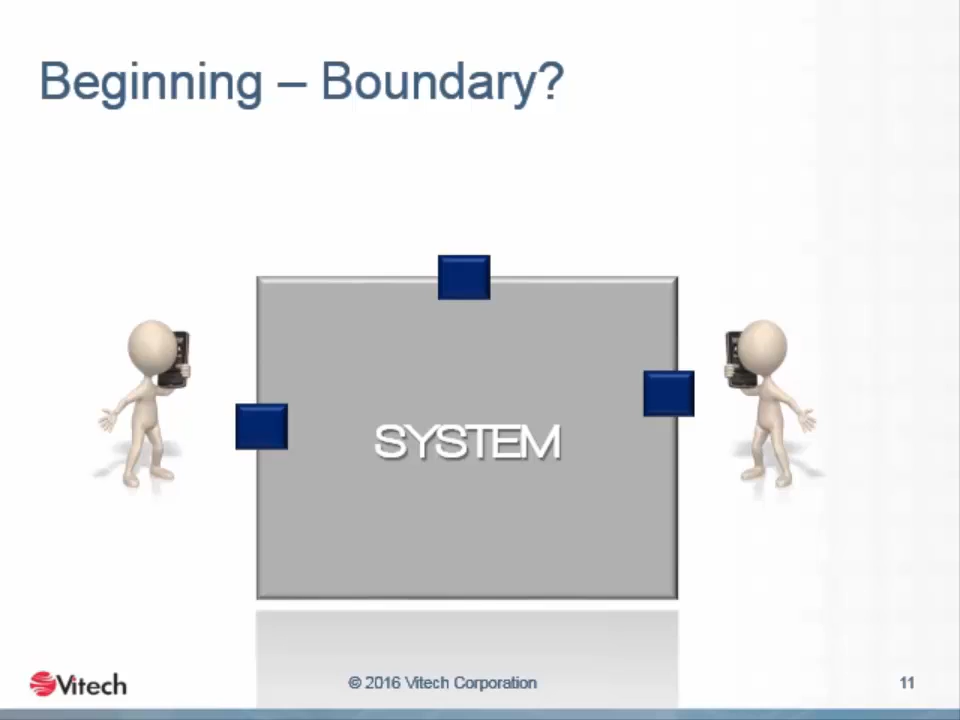 Beginning – Boundary?
SYSTEM
Vitech
© 2016 Vitech Corporation
11